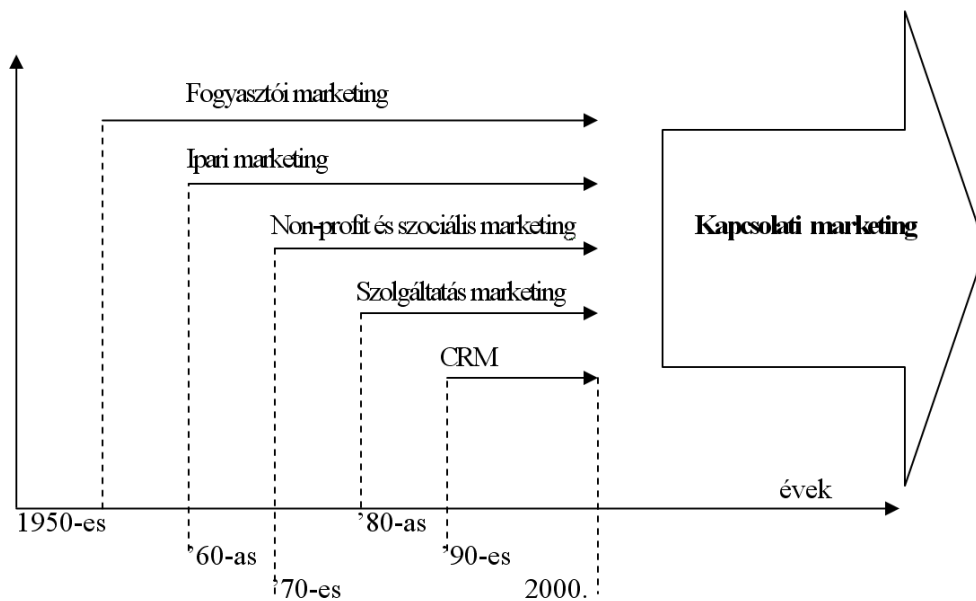 Fogyasztói marketing
Ipari marketing
Non-profit és szociális marketing
Kapcsolati marketing
Szolgáltatás marketing
CRM
évek
1950-es
’80-as
’60-as
’90-es
’70-es
2000.